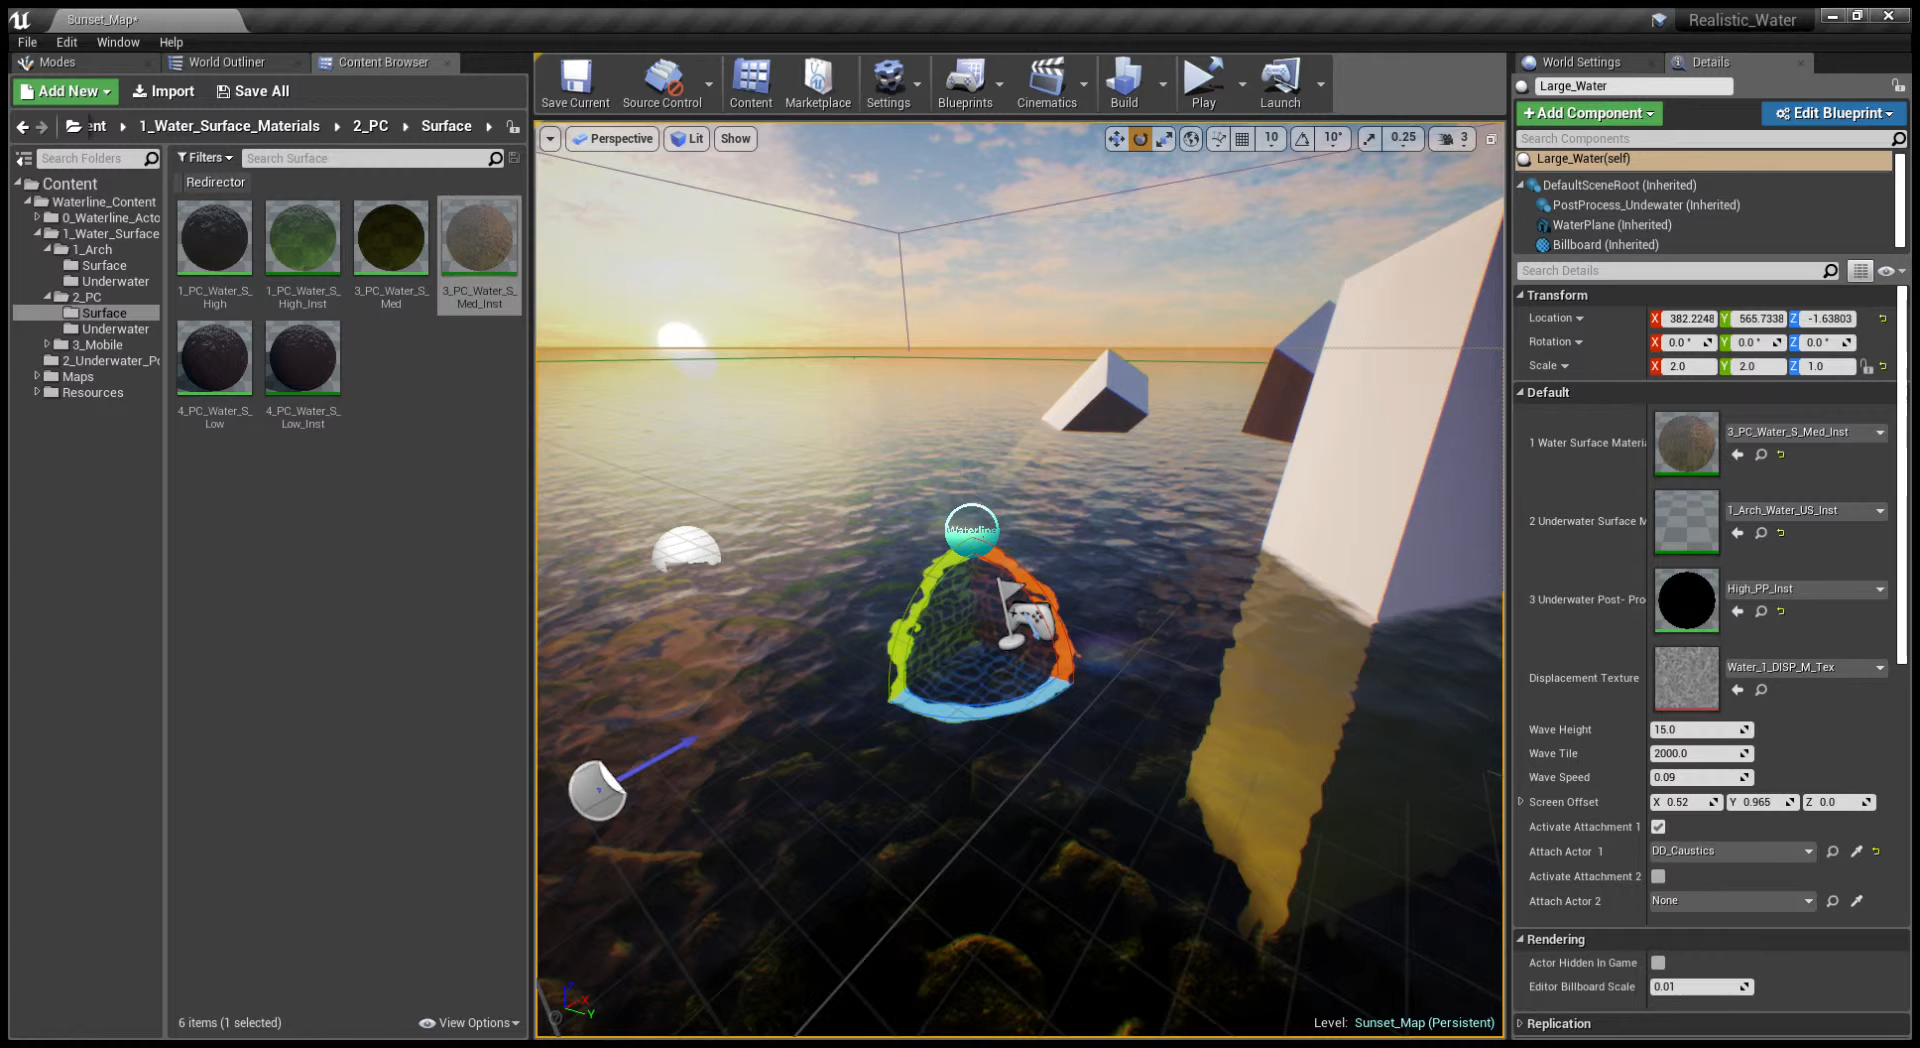 Sunset_Map*
Realistic_Water
File Edit Window Help
Modes World Outliner Content Browser
World Settings Details
Add New Import Save All
Save Current Source Control Content Marketplace Settings Blueprints Cinematics Build Play Launch
Large_Water
+Add Component Edit Blueprint
ent 1_Water_Surface_Materials 2_PC Surface
Search Components
Perspective Lit Show 10 10° 0.25 3
Search Folders Filters Search Surface
Redirector
Large_Water(self)
DefaultSceneRoot (Inherited)
PostProcess_Undewater (Inherited)
WaterPlane (Inherited)
Billboard (Inherited)
Content
Waterline_Content
0_Waterline_Acto
1_Water_Surface
1_Arch
Surface
Underwater
2_PC
Surface
Underwater
3_Mobile
2_Underwater_Po
Maps
Resources
1_PC_Water_S_
High
1_PC_Water_S_
High_Inst
3_PC_Water_S_
Med
3_PC_Water_S_
Med_Inst
4_PC_Water_S_
Low
4_PC_Water_S_
Low_Inst
6 items (1 selected) View Options
Waterline
Z X Y
Level: Sunset_Map (Persistent)
Search Details
Transform
Location X 382.2248 Y 565.7338 Z -1.63803
Rotation X 0.0° Y 0.0° Z 0.0°
Scale X 2.0 Y 2.0 Z 1.0
Default
1 Water Surface Materi 3_PC_Water_S_Med_Inst
2 Underwater Surface M 1_Arch_Water_US_Inst
3 Underwater Post- Pro High_PP_Inst
Displacement Texture Water_1_DISP_M_Tex
Wave Height 15.0
Wave Tile 2000.0
Wave Speed 0.09
Screen Offset X 0.52 Y 0.965 Z 0.0
Activate Attachment 1
Attach Actor 1 DD_Caustics
Activate Attachment 2
Attach Actor 2 None
Rendering
Actor Hidden In Game
Editor Billboard Scale 0.01
Replication